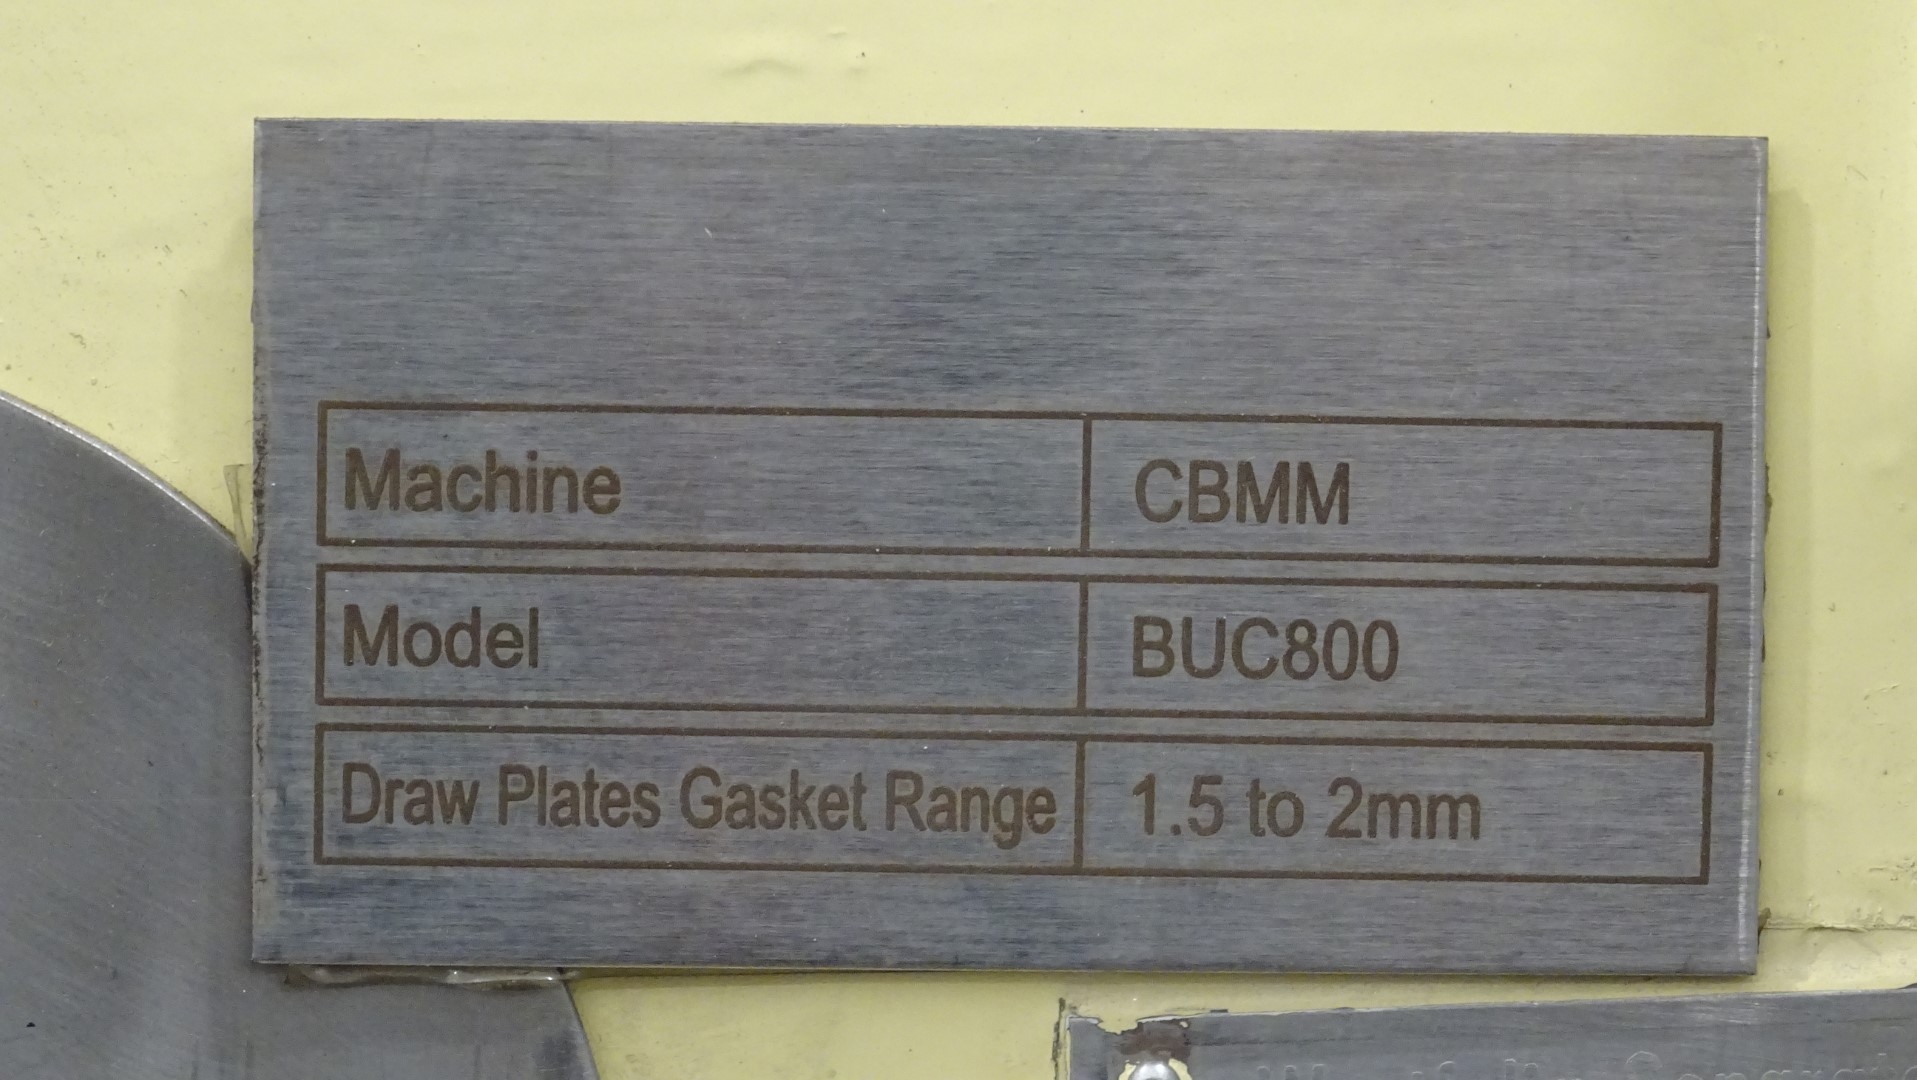 Machine CBMM
Model BUC800
Draw Plates Gasket Range 1.5 to 2mm